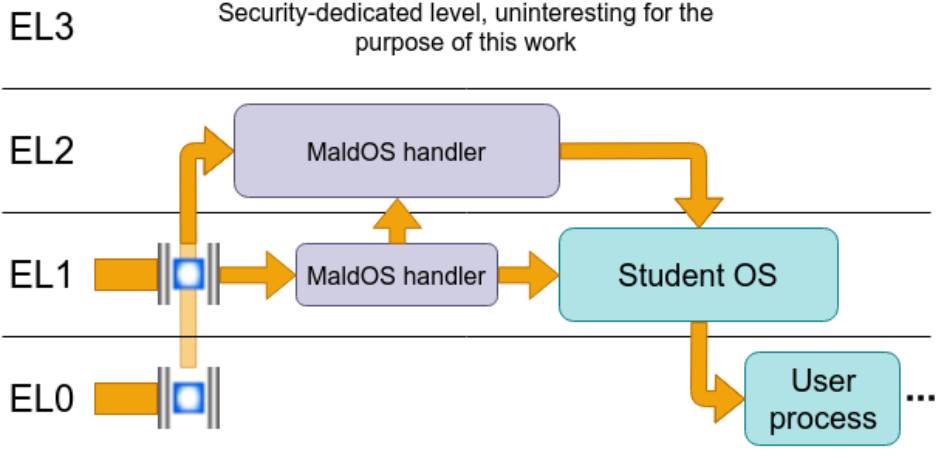 EL3
Security-dedicated level, uninteresting for the
purpose of this work
EL2
MaldOS handler
EL1
MaldOS handler
Student OS
EL0
User
process
...